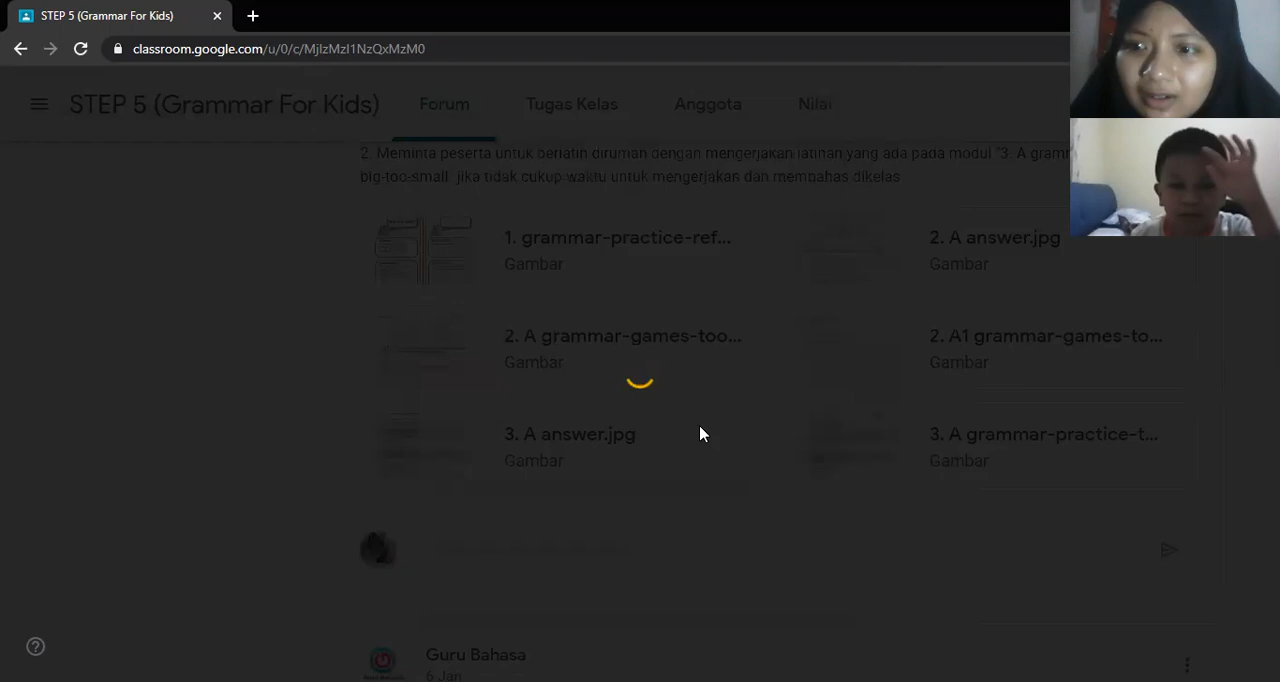 STEP 5 (Grammar For Kids)
classroom.google.com/u/0/c/MjIzMzI1NzQxMzM0
STEP 5 (Grammar For Kids)
Forum
Tugas Kelas
Anggota
Nilai
2. Meminta peserta untuk berlatih dirumah dengan mengerjakan latihan yang ada pada modul "3. A gram
big-too-small" jika tidak cukup waktu untuk mengerjakan dan membahas dikelas
1. grammar-practice-ref...
Gambar
2. A answer.jpg
Gambar
2. A grammar-games-too...
Gambar
2. A1 grammar-games-to...
Gambar
3. A answer.jpg
Gambar
3. A grammar-practice-t...
Gambar
Guru Bahasa
6 Jan